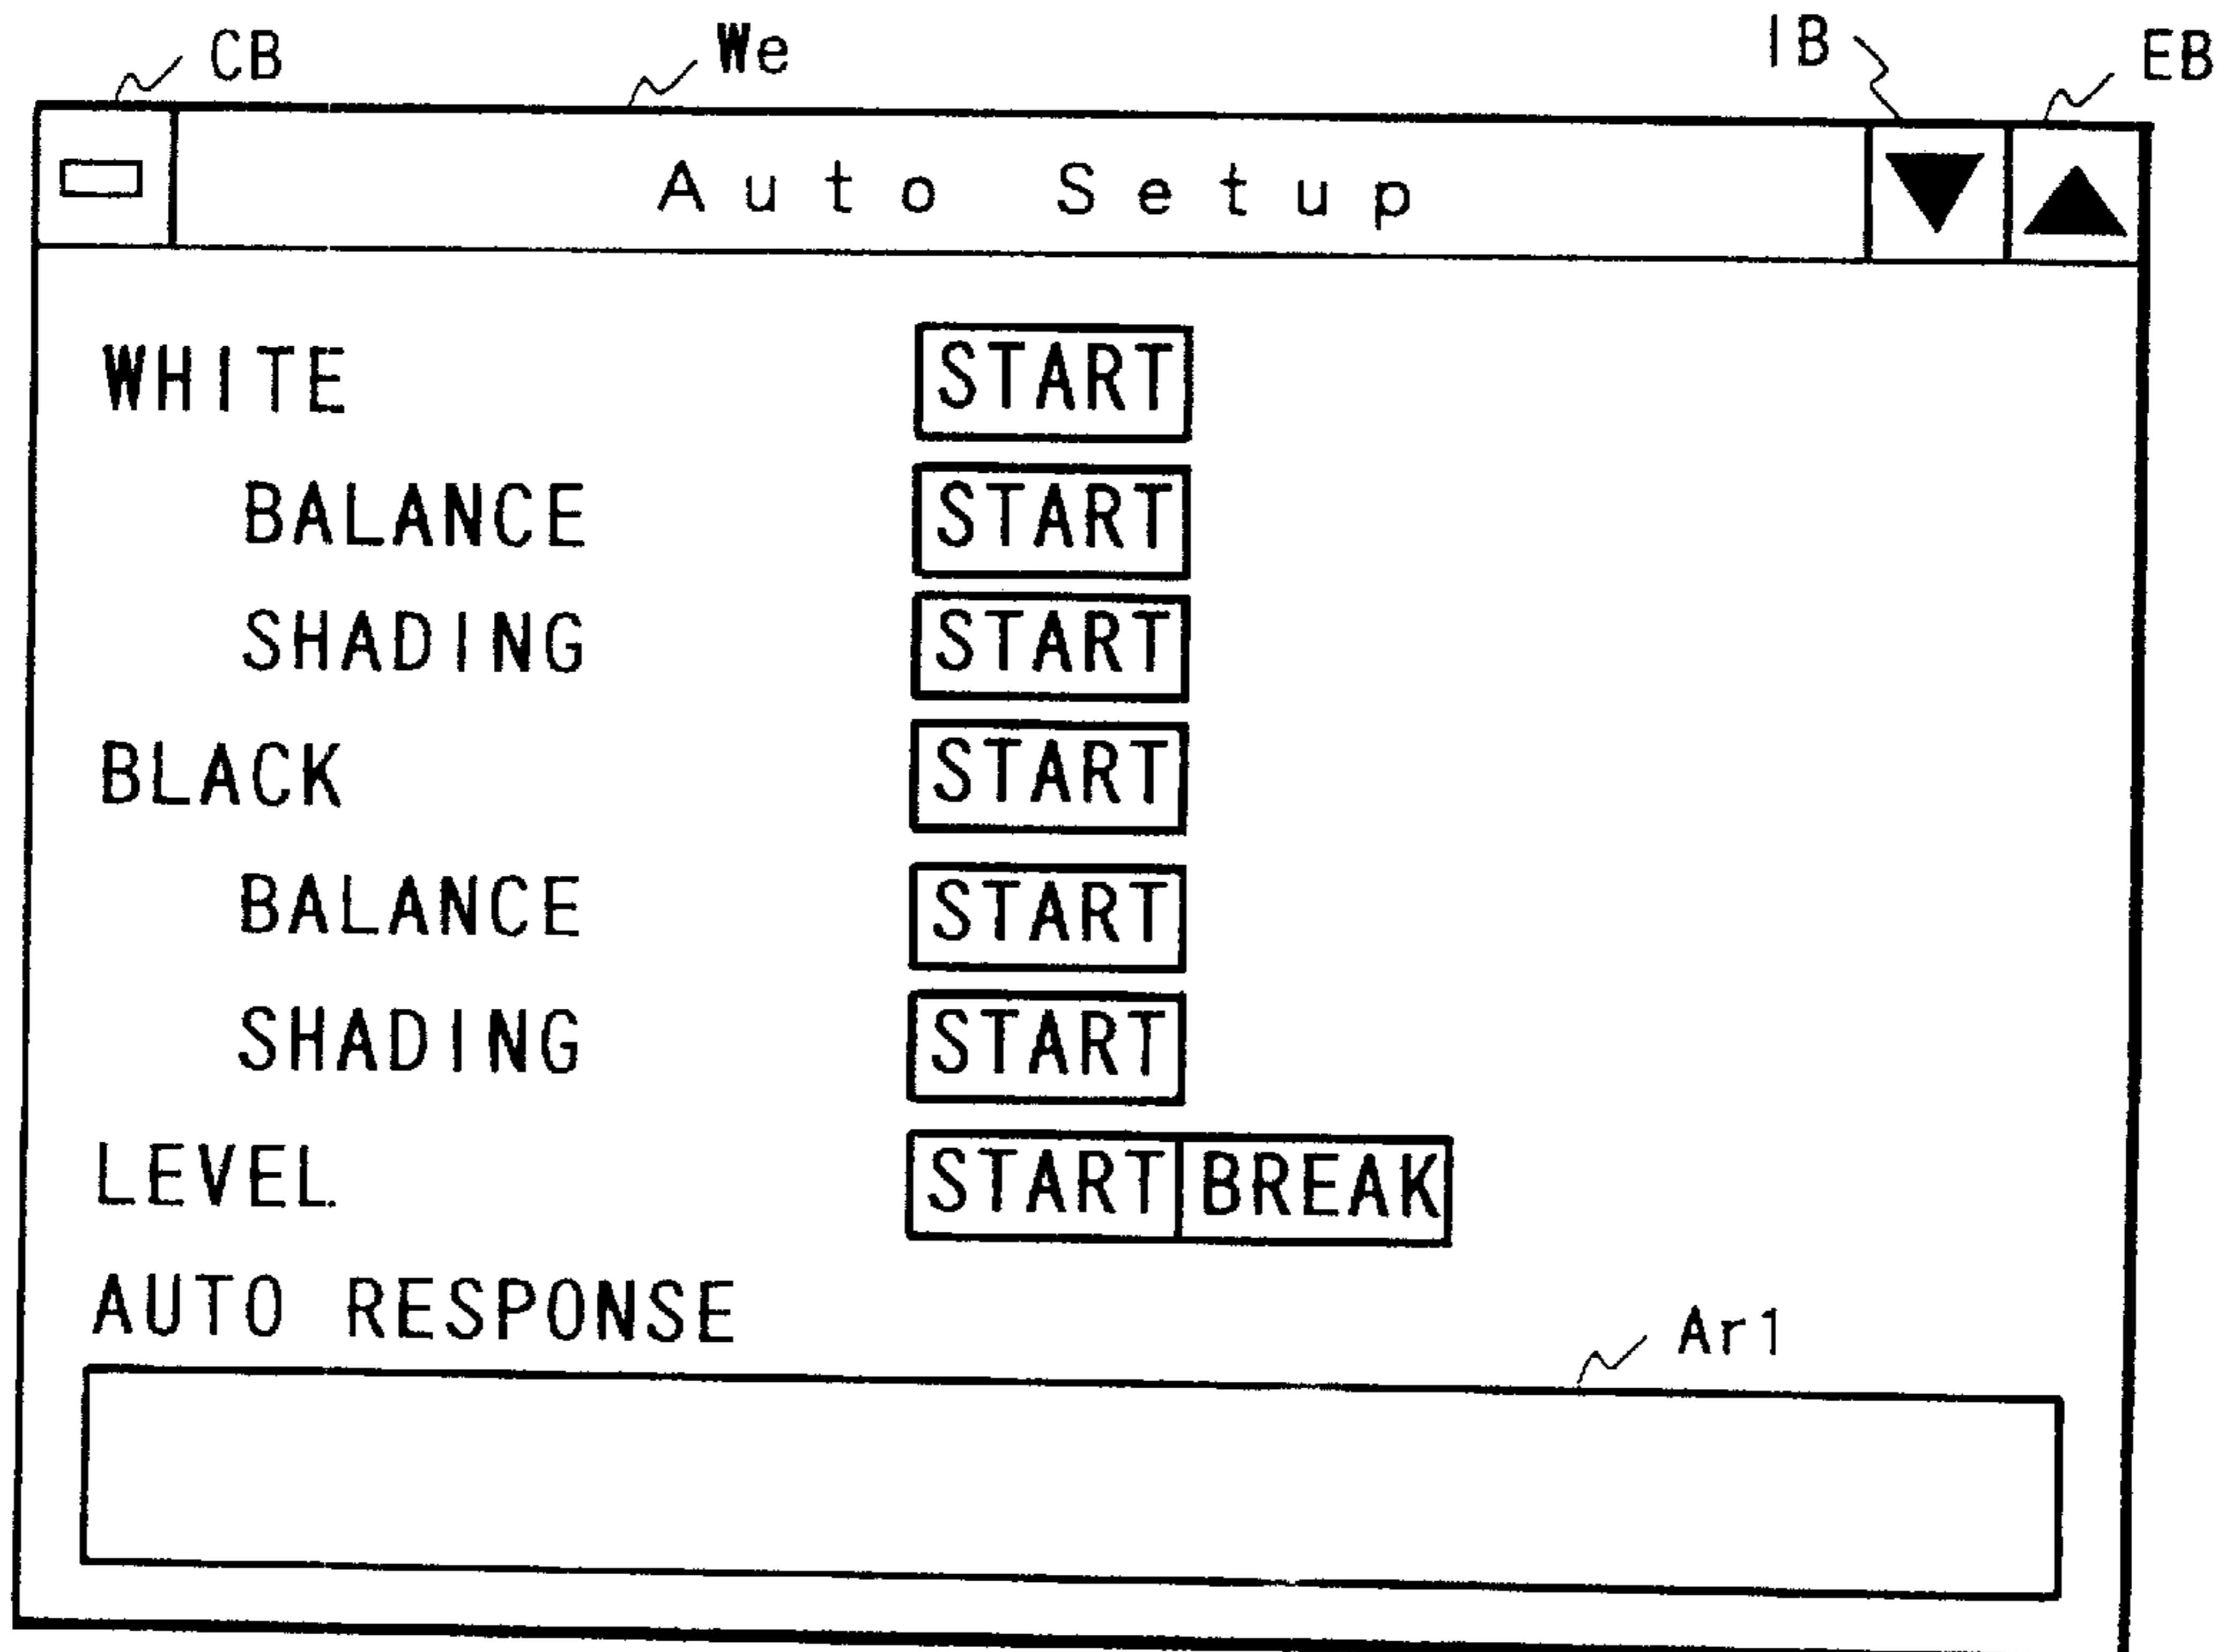 CB We IB EB
Auto Setup
WHITE START
BALANCE START
SHADING START
BLACK START
BALANCE START
SHADING START
LEVEL START BREAK
AUTO RESPONSE
Ar1